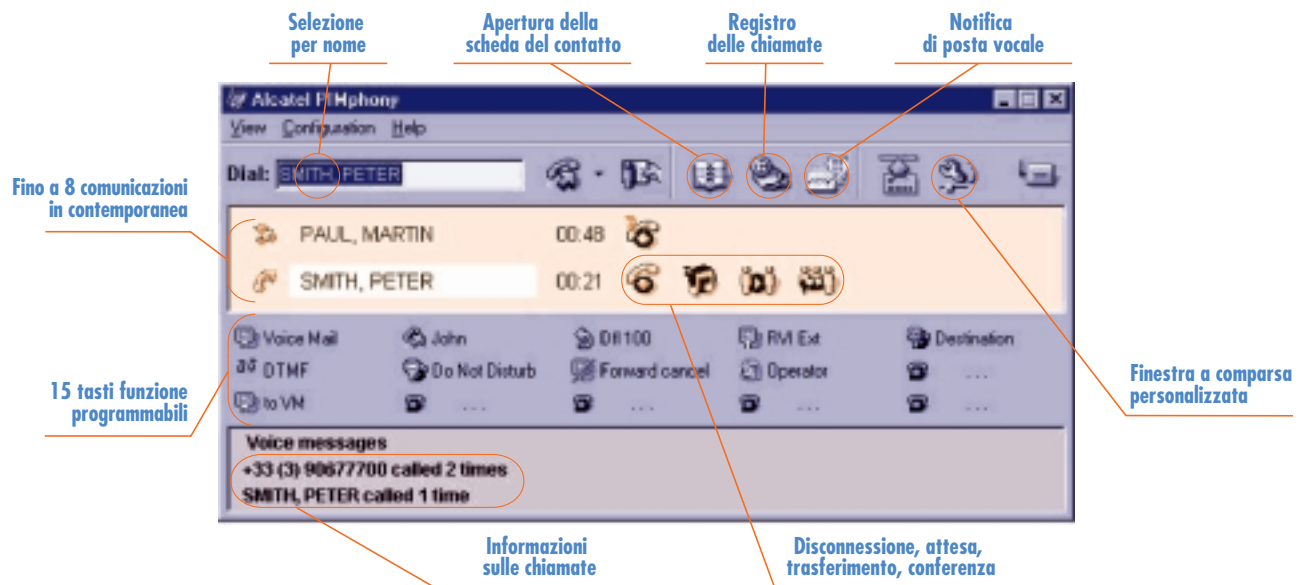 Selezione
per nome
Apertura della
scheda del contatto
Registro
delle chiamate
Notifica
di posta vocale
Alcatel PIMphony
View Configuration Help
Dial: SMITH, PETER
Fino a 8 comunicazioni
in contemporanea
PAUL, MARTIN 00:48
SMITH, PETER 00:21
Voice Mail John 100 RVI Ext Destination
DTMF Do Not Disturb Forward cancel Operator ...
to VM ... ... ... ...
15 tasti funzione
programmabili
Finestra a comparsa
personalizzata
Voice messages
+33 (3) 90677700 called 2 times
SMITH, PETER called 1 time
Informazioni
sulle chiamate
Disconnessione, attesa,
trasferimento, conferenza